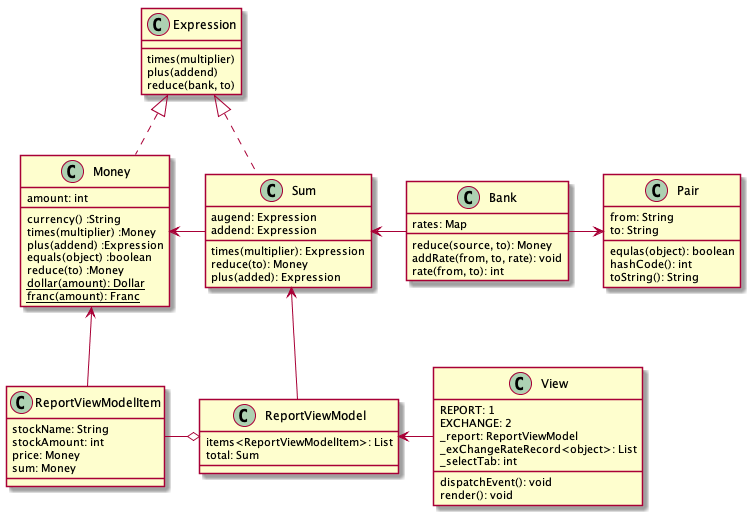 C Expression
times(multiplier)
plus(addend)
reduce(bank, to)
C Money
amount: int
currency() :String
times(multiplier) :Money
plus(addend) :Expression
equals(object) :boolean
reduce(to) :Money
dollar(amount): Dollar
franc(amount): Franc
C Sum
augend: Expression
addend: Expression
times(multiplier): Expression
reduce(to): Money
plus(added): Expression
C Bank
rates: Map
reduce(source, to): Money
addRate(from, to, rate): void
rate(from, to): int
C Pair
from: String
to: String
equlas(object): boolean
hashCode(): int
toString(): String
C ReportViewModelItem
stockName: String
stockAmount: int
price: Money
sum: Money
C ReportViewModel
items<ReportViewModelItem>: List
total: Sum
C View
REPORT: 1
EXCHANGE: 2
_report: ReportViewModel
_exChangeRateRecord<object>: List
_selectTab: int
dispatchEvent(): void
render(): void